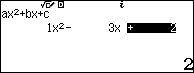 √☑ D i
ax²+bx+c
1x²- 3x + 2
2